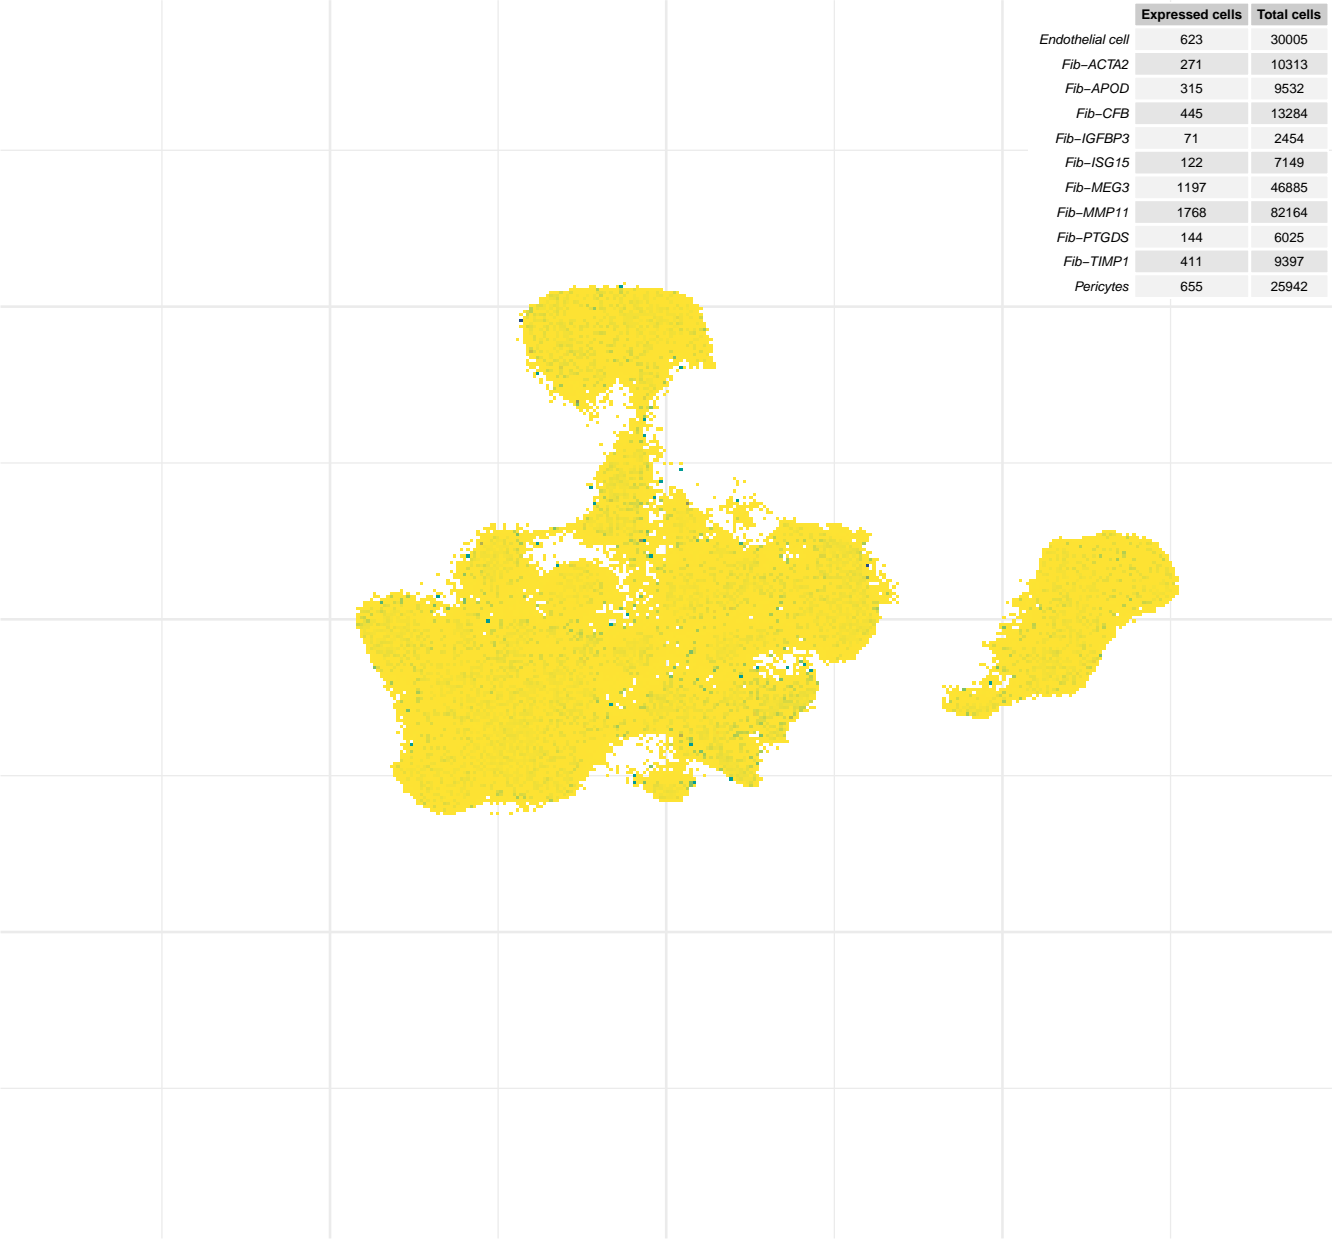 Expressed cells Total cells
Endothelial cell 623 30005
Fib−ACTA2 271 10313
Fib−APOD 315 9532
Fib−CFB 445 13284
Fib−IGFBP3 71 2454
Fib−ISG15 122 7149
Fib−MEG3 1197 46885
Fib−MMP11 1768 82164
Fib−PTGDS 144 6025
Fib−TIMP1 411 9397
Pericytes 655 25942